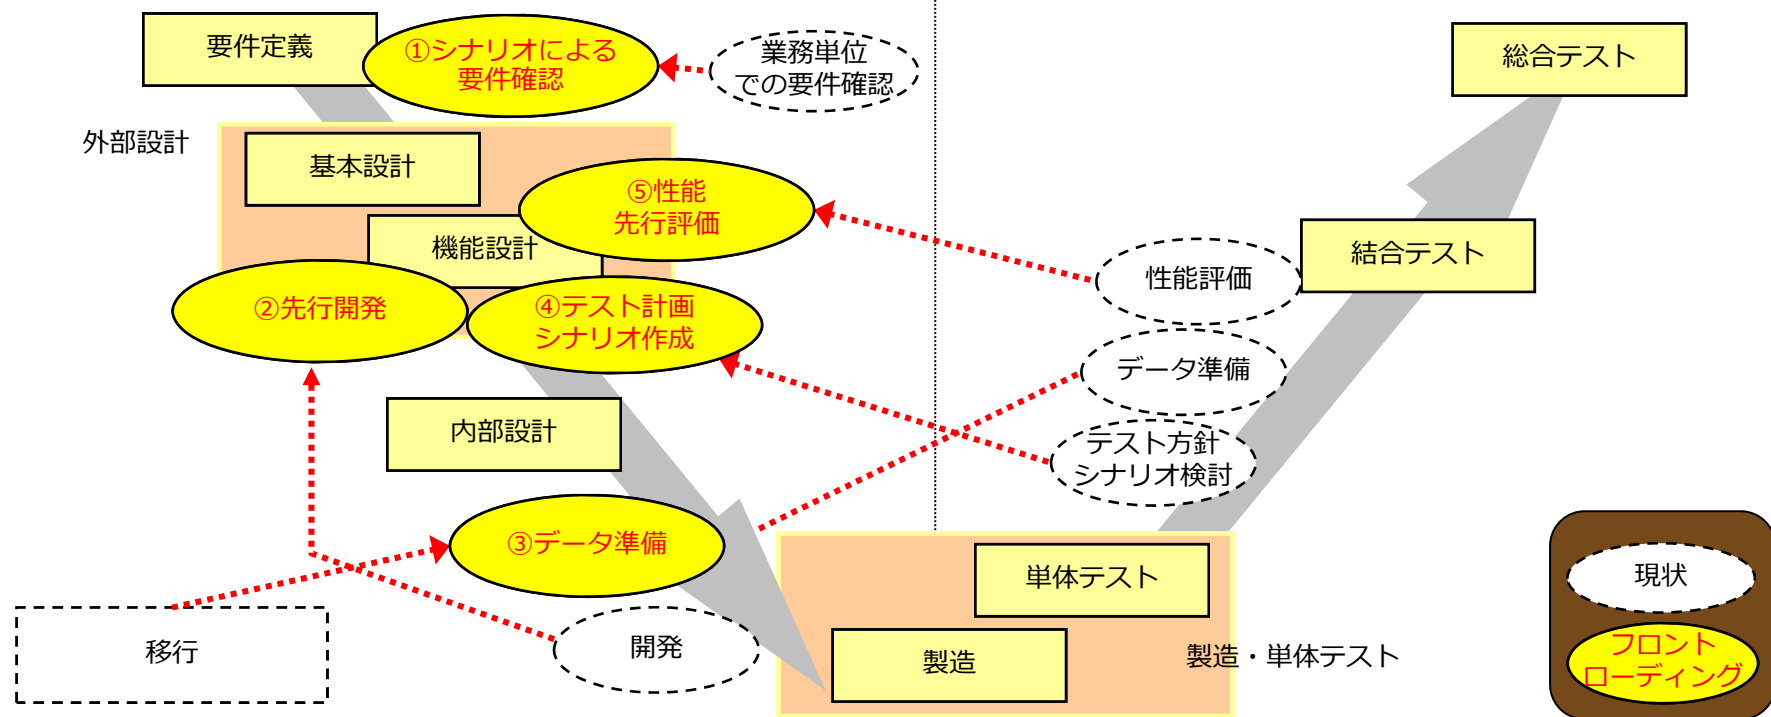 要件定義
①シナリオによる
要件確認
業務単位
での要件確認
総合テスト
外部設計
基本設計
⑤性能
先行評価
機能設計
性能評価
結合テスト
②先行開発
④テスト計画
シナリオ作成
データ準備
内部設計
テスト方針
シナリオ検討
③データ準備
単体テスト
現状
移行
開発
製造
製造・単体テスト
フロント
ローディング